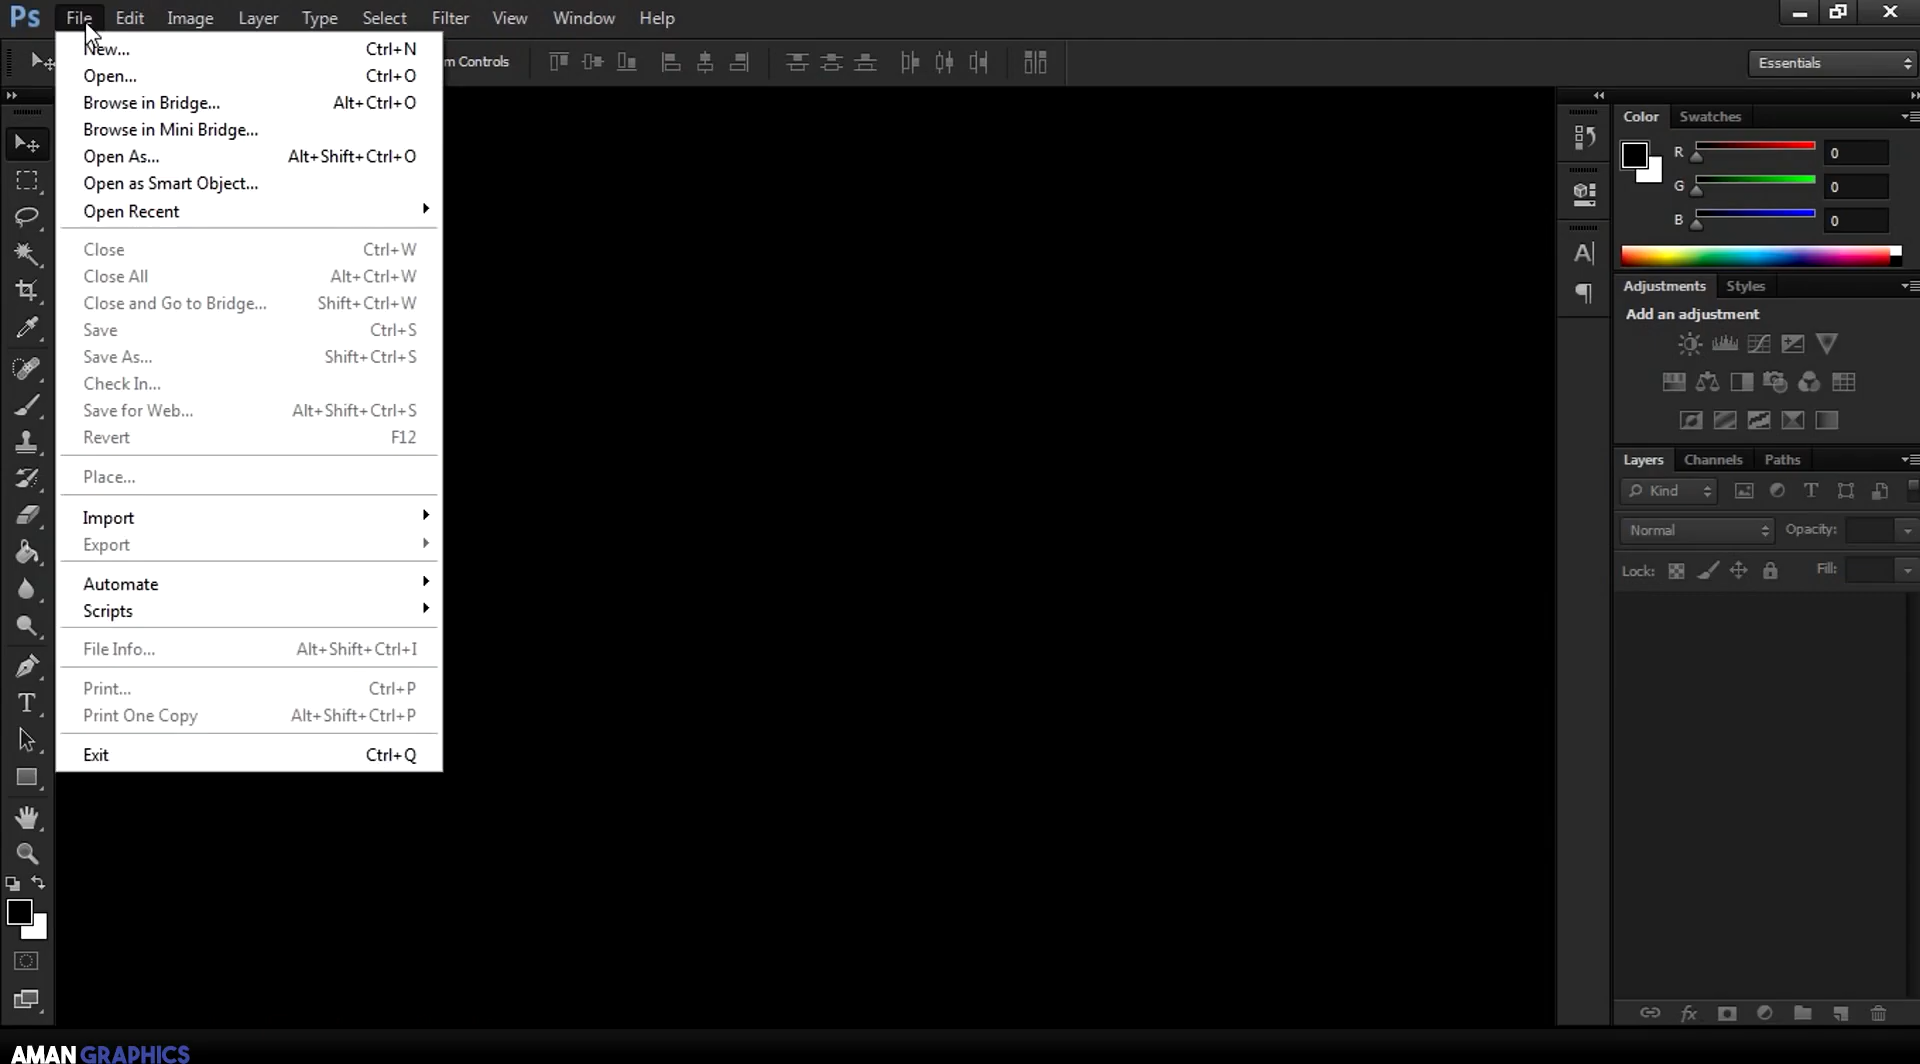 Ps File Edit Image Layer Type Select Filter View Window Help
m Controls
Essentials
New... Ctrl+N
Open... Ctrl+O
Browse in Bridge... Alt+Ctrl+O
Browse in Mini Bridge...
Open As... Alt+Shift+Ctrl+O
Open as Smart Object...
Open Recent
Close Ctrl+W
Close All Alt+Ctrl+W
Close and Go to Bridge... Shift+Ctrl+W
Save Ctrl+S
Save As... Shift+Ctrl+S
Check In...
Save for Web... Alt+Shift+Ctrl+S
Revert F12
Place...
Import
Export
Automate
Scripts
File Info... Alt+Shift+Ctrl+I
Print... Ctrl+P
Print One Copy Alt+Shift+Ctrl+P
Exit Ctrl+Q
Color Swatches
R 0
G 0
B 0
Adjustments Styles
Add an adjustment
Layers Channels Paths
Kind
Normal Opacity:
Lock: Fill:
AMAN GRAPHICS